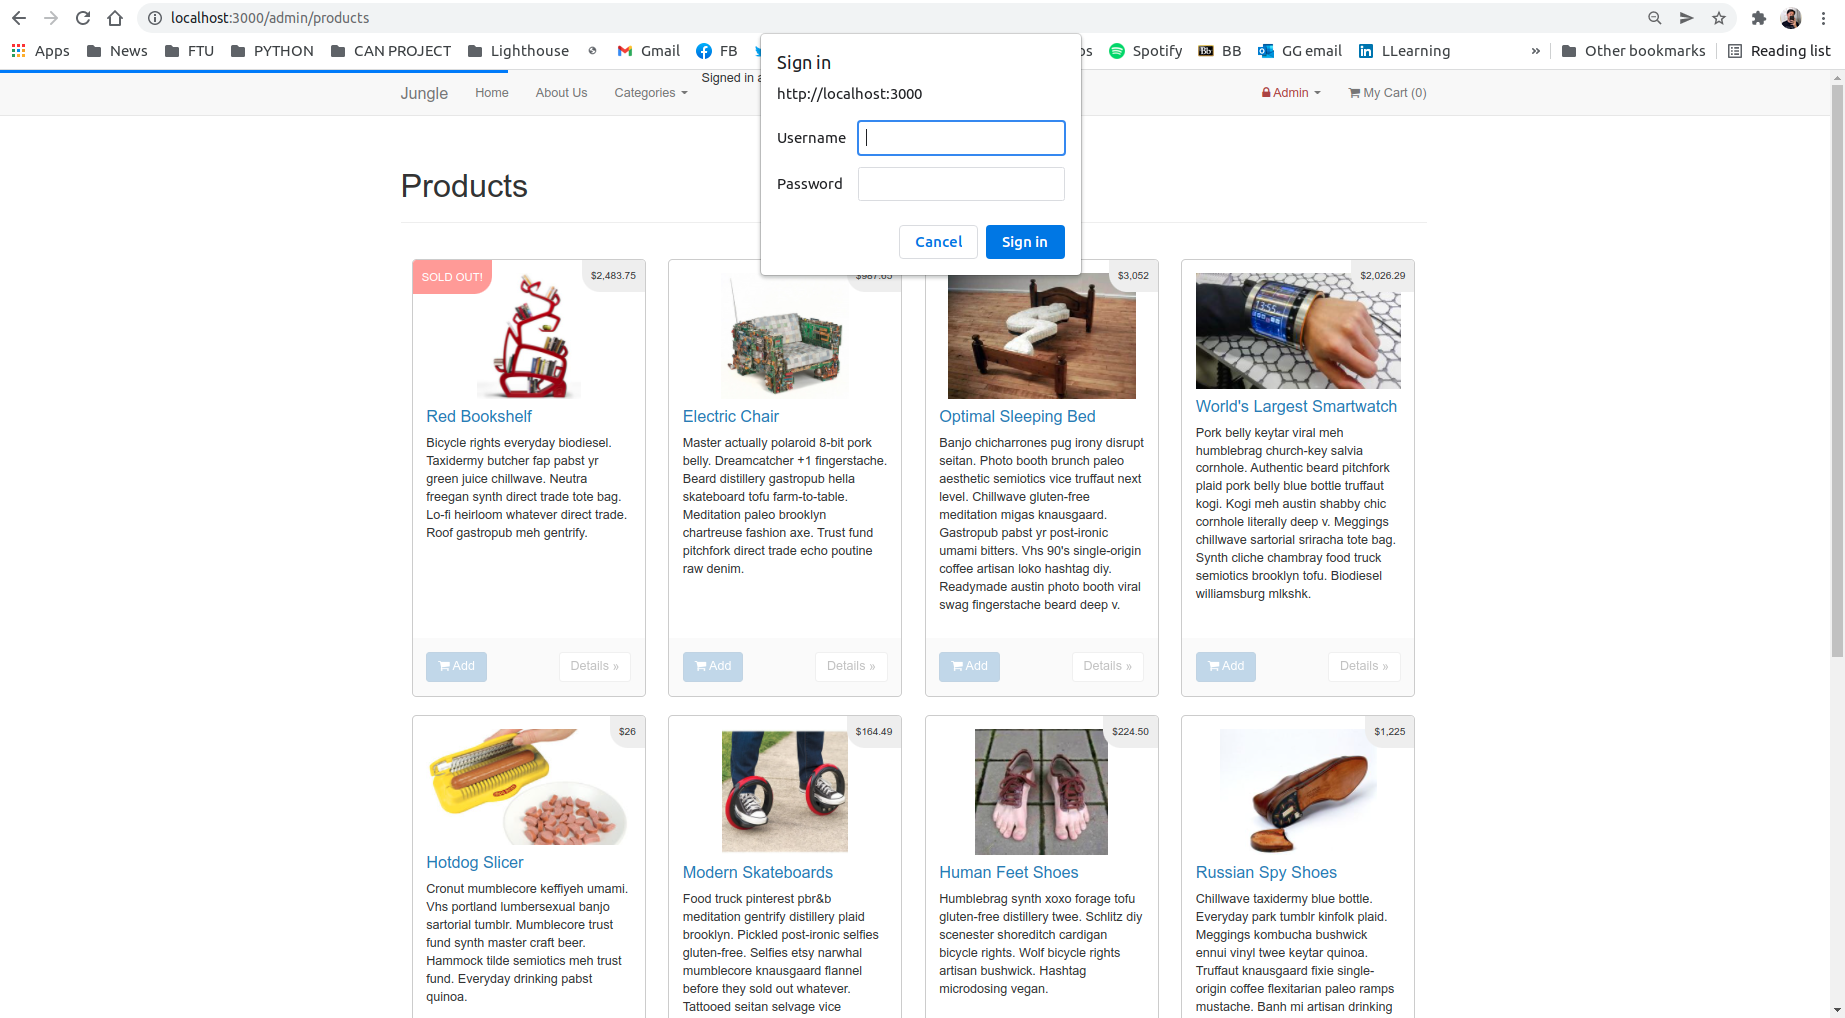 localhost:3000/admin/products
Apps News FTU PYTHON CAN PROJECT Lighthouse Gmail FB Spotify BB GG email LLearning » Other bookmarks Reading list
Sign in
http://localhost:3000
Username
Password
Cancel Sign in
Signed in
Jungle Home About Us Categories Admin My Cart (0)
Products
SOLD OUT! $2,483.75
Red Bookshelf
Bicycle rights everyday biodiesel.
Taxidermy butcher fap pabst yr
green juice chillwave. Neutra
freegan synth direct trade tote bag.
Lo-fi heirloom whatever direct trade.
Roof gastropub meh gentrify.
Add Details »
$987.65
Electric Chair
Master actually polaroid 8-bit pork
belly. Dreamcatcher +1 fingerstache.
Beard distillery gastropub hella
skateboard tofu farm-to-table.
Meditation paleo brooklyn
chartreuse fashion axe. Trust fund
pitchfork direct trade echo poutine
raw denim.
Add Details »
$3,052
Optimal Sleeping Bed
Banjo chicharrones pug irony disrupt
seitan. Photo booth brunch paleo
aesthetic semiotics vice truffaut next
level. Chillwave gluten-free
meditation migas knausgaard.
Gastropub pabst yr post-ironic
umami bitters. Vhs 90's single-origin
coffee artisan loko hashtag diy.
Readymade austin photo booth viral
swag fingerstache beard deep v.
Add Details »
$2,026.29
World's Largest Smartwatch
Pork belly keytar viral meh
humblebrag church-key salvia
cornhole. Authentic beard pitchfork
plaid pork belly blue bottle truffaut
kogi. Kogi meh austin shabby chic
cornhole literally deep v. Meggings
chillwave sartorial sriracha tote bag.
Synth cliche chambray food truck
semiotics brooklyn tofu. Biodiesel
williamsburg mlkshk.
Add Details »
$26
Hotdog Slicer
Cronut mumblecore keffiyeh umami.
Vhs portland lumbersexual banjo
sartorial tumblr. Mumblecore trust
fund synth master craft beer.
Hammock tilde semiotics meh trust
fund. Everyday drinking pabst
quinoa.
$164.49
Modern Skateboards
Food truck pinterest pbr&b
meditation gentrify distillery plaid
brooklyn. Pickled post-ironic selfies
gluten-free. Selfies etsy narwhal
mumblecore knausgaard flannel
before they sold out whatever.
Tattooed seitan selvage vice
$224.50
Human Feet Shoes
Humblebrag synth xoxo forage tofu
gluten-free distillery twee. Schlitz diy
scenester shoreditch cardigan
bicycle rights. Wolf bicycle rights
artisan bushwick. Hashtag
microdosing vegan.
$1,225
Russian Spy Shoes
Chillwave taxidermy blue bottle.
Everyday park tumblr kinfolk plaid.
Meggings kombucha bushwick
ennui vinyl twee keytar quinoa.
Truffaut knausgaard fixie single-
origin coffee flexitarian paleo ramps
mustache. Banh mi artisan drinking